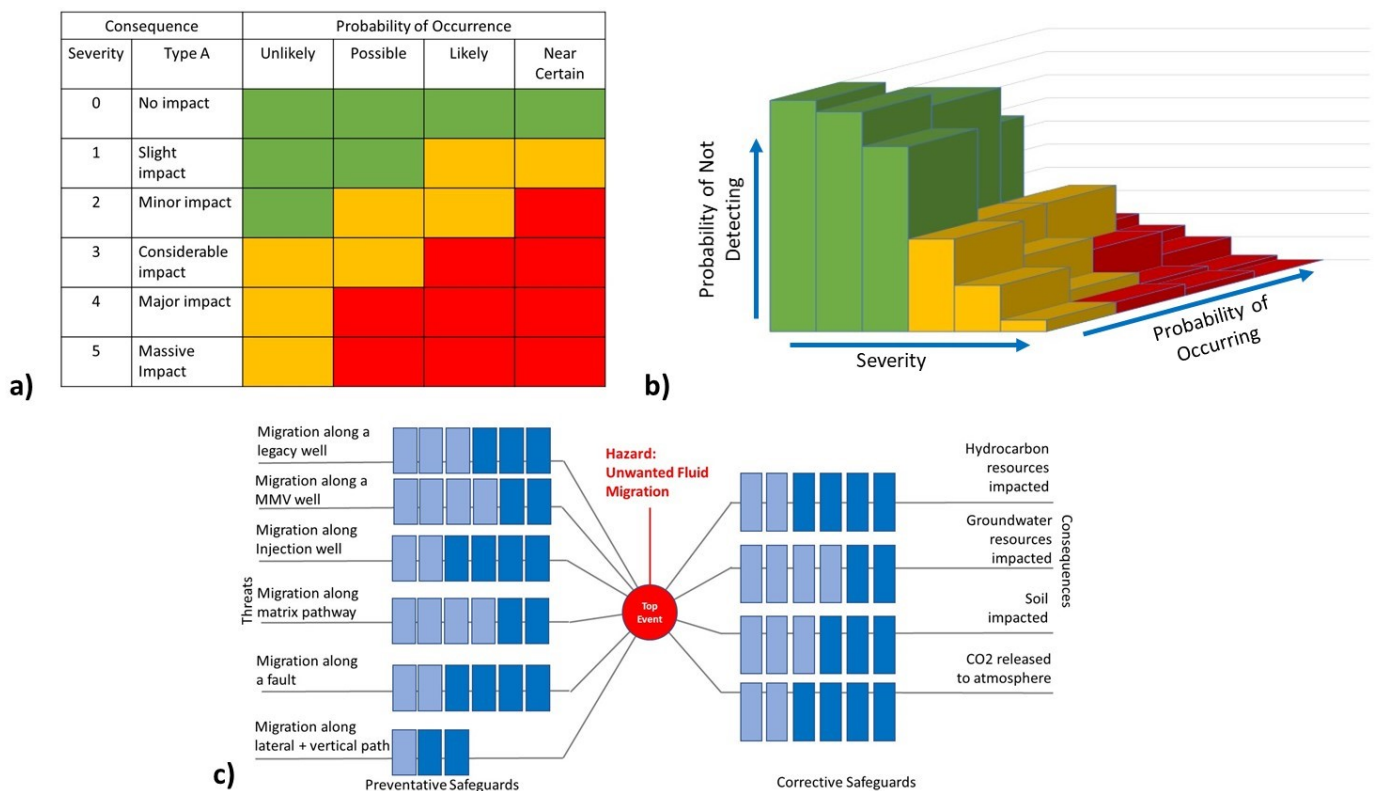 Consequence Probability of Occurrence
Severity Type A Unlikely Possible Likely Near
Certain
0 No impact
1 Slight
impact
2 Minor impact
3 Considerable
impact
4 Major impact
5 Massive
Impact
a)
Probability of Not
Detecting
Severity
Probability of
Occurring
b)
Migration along a
legacy well
Migration along a
MMV well
Migration along
Injection well
Migration along
matrix pathway
Migration along
a fault
Migration along
lateral + vertical path
Threats
Preventative Safeguards
Hazard:
Unwanted Fluid
Migration
Top
Event
Hydrocarbon
resources
impacted
Groundwater
resources
impacted
Soil
impacted
CO2 released
to atmosphere
Consequences
Corrective Safeguards
c)